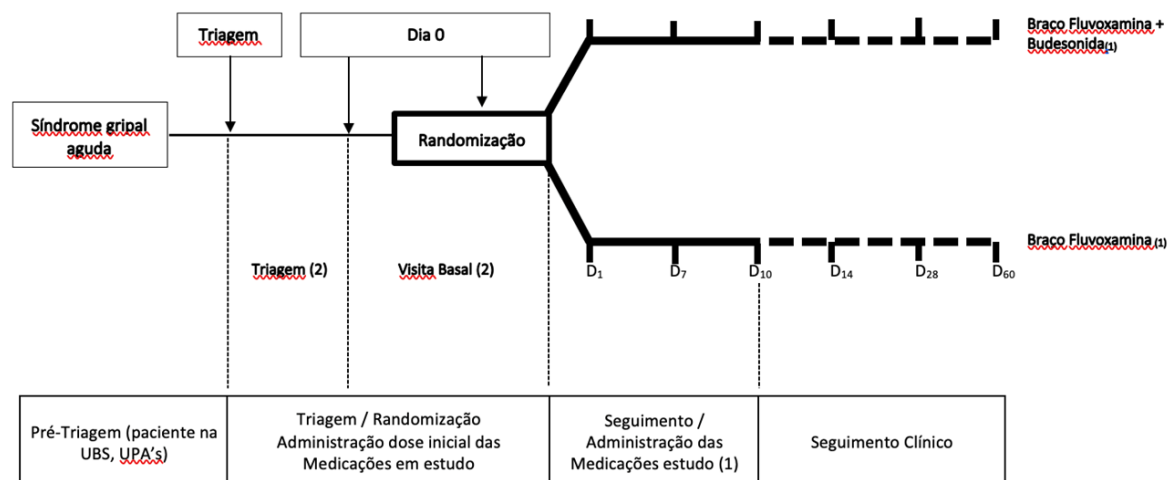 Triagem
Dia 0
Braço Fluvoxamina +
Budesonida(1)
Síndrome gripal
aguda
Randomização
Braço Fluvoxamina (1)
Triagem (2)
Visita Basal (2)
D1
D7
D10
D14
D28
D60
Pré-Triagem (paciente na
UBS, UPA's)
Triagem / Randomização
Administração dose inicial das
Medicações em estudo
Seguimento /
Administração das
Medicações estudo (1)
Seguimento Clínico